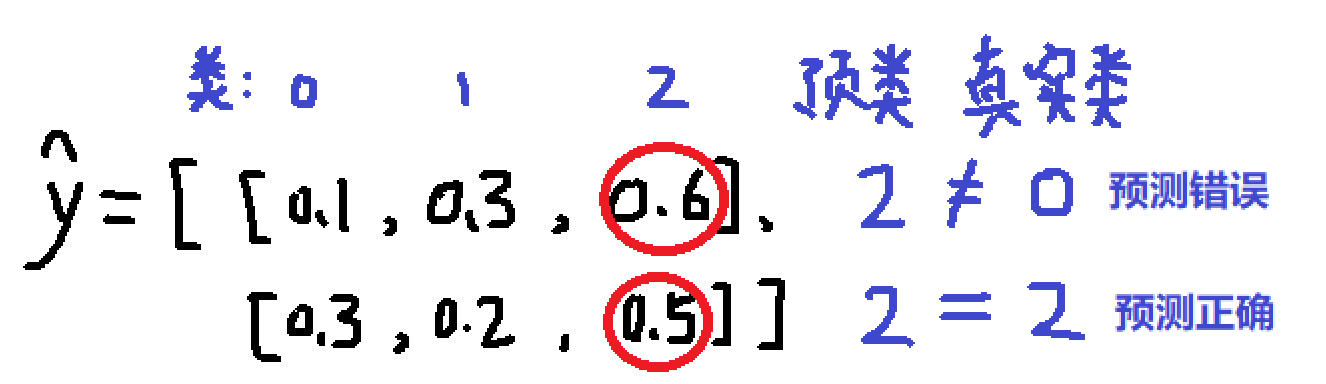 类: 0 1 2 预类 真实类
ŷ = [ [0.1, 0.3, 0.6], 2 ≠ 0 预测错误
[0.3, 0.2, 0.5] ] 2 = 2 预测正确